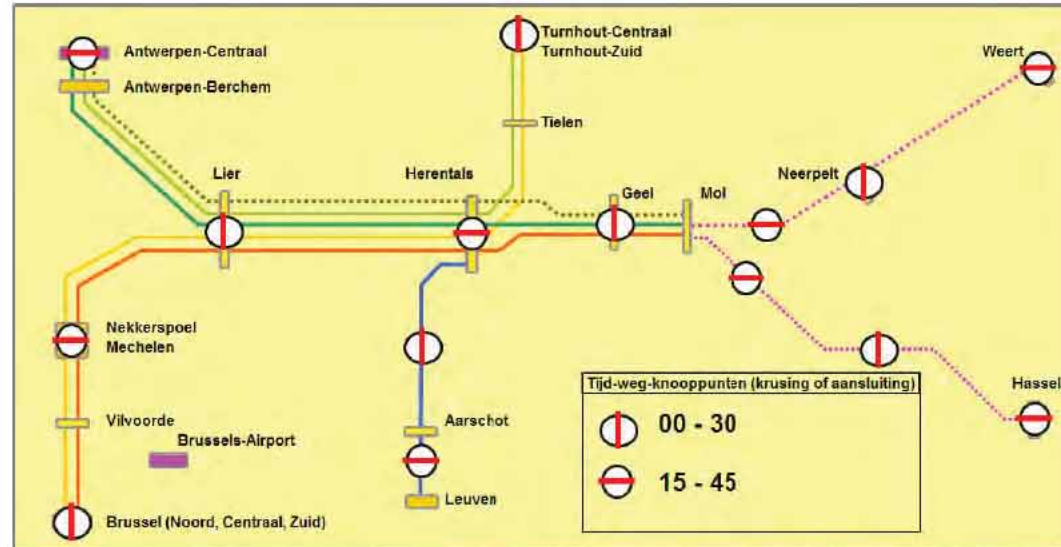 Antwerpen-Centraal
Antwerpen-Berchem
Turnhout-Centraal
Turnhout-Zuid
Weert
Tielen
Lier
Herentals
Geel
Mol
Neerpelt
Nekkerspoel
Mechelen
Vilvoorde
Brussels-Airport
Aarschot
Leuven
Brussel (Noord, Centraal, Zuid)
Hassel
Tijd-weg-knooppunten (krusing of aansluiting)
00 - 30
15 - 45